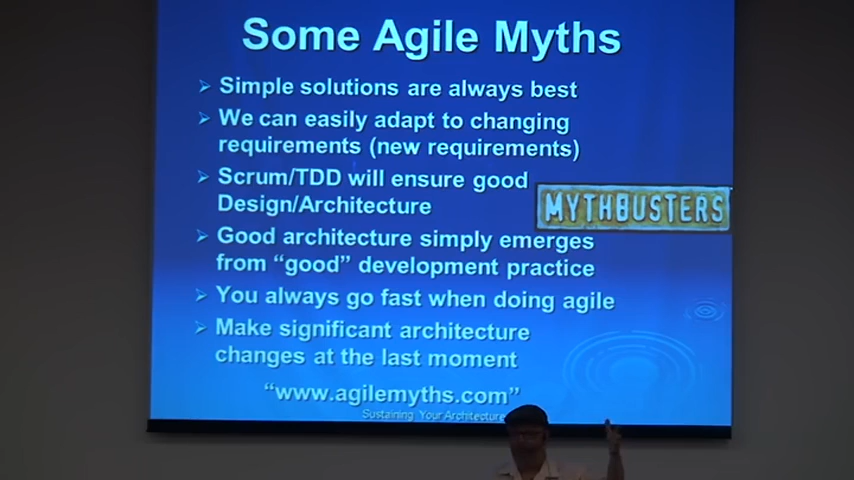 Some Agile Myths
Simple solutions are always best
We can easily adapt to changing
requirements (new requirements)
Scrum/TDD will ensure good
Design/Architecture
MYTHBUSTERS
Good architecture simply emerges
from “good” development practice
You always go fast when doing agile
Make significant architecture
changes at the last moment
“www.agilemyths.com”
Sustaining Your Architecture